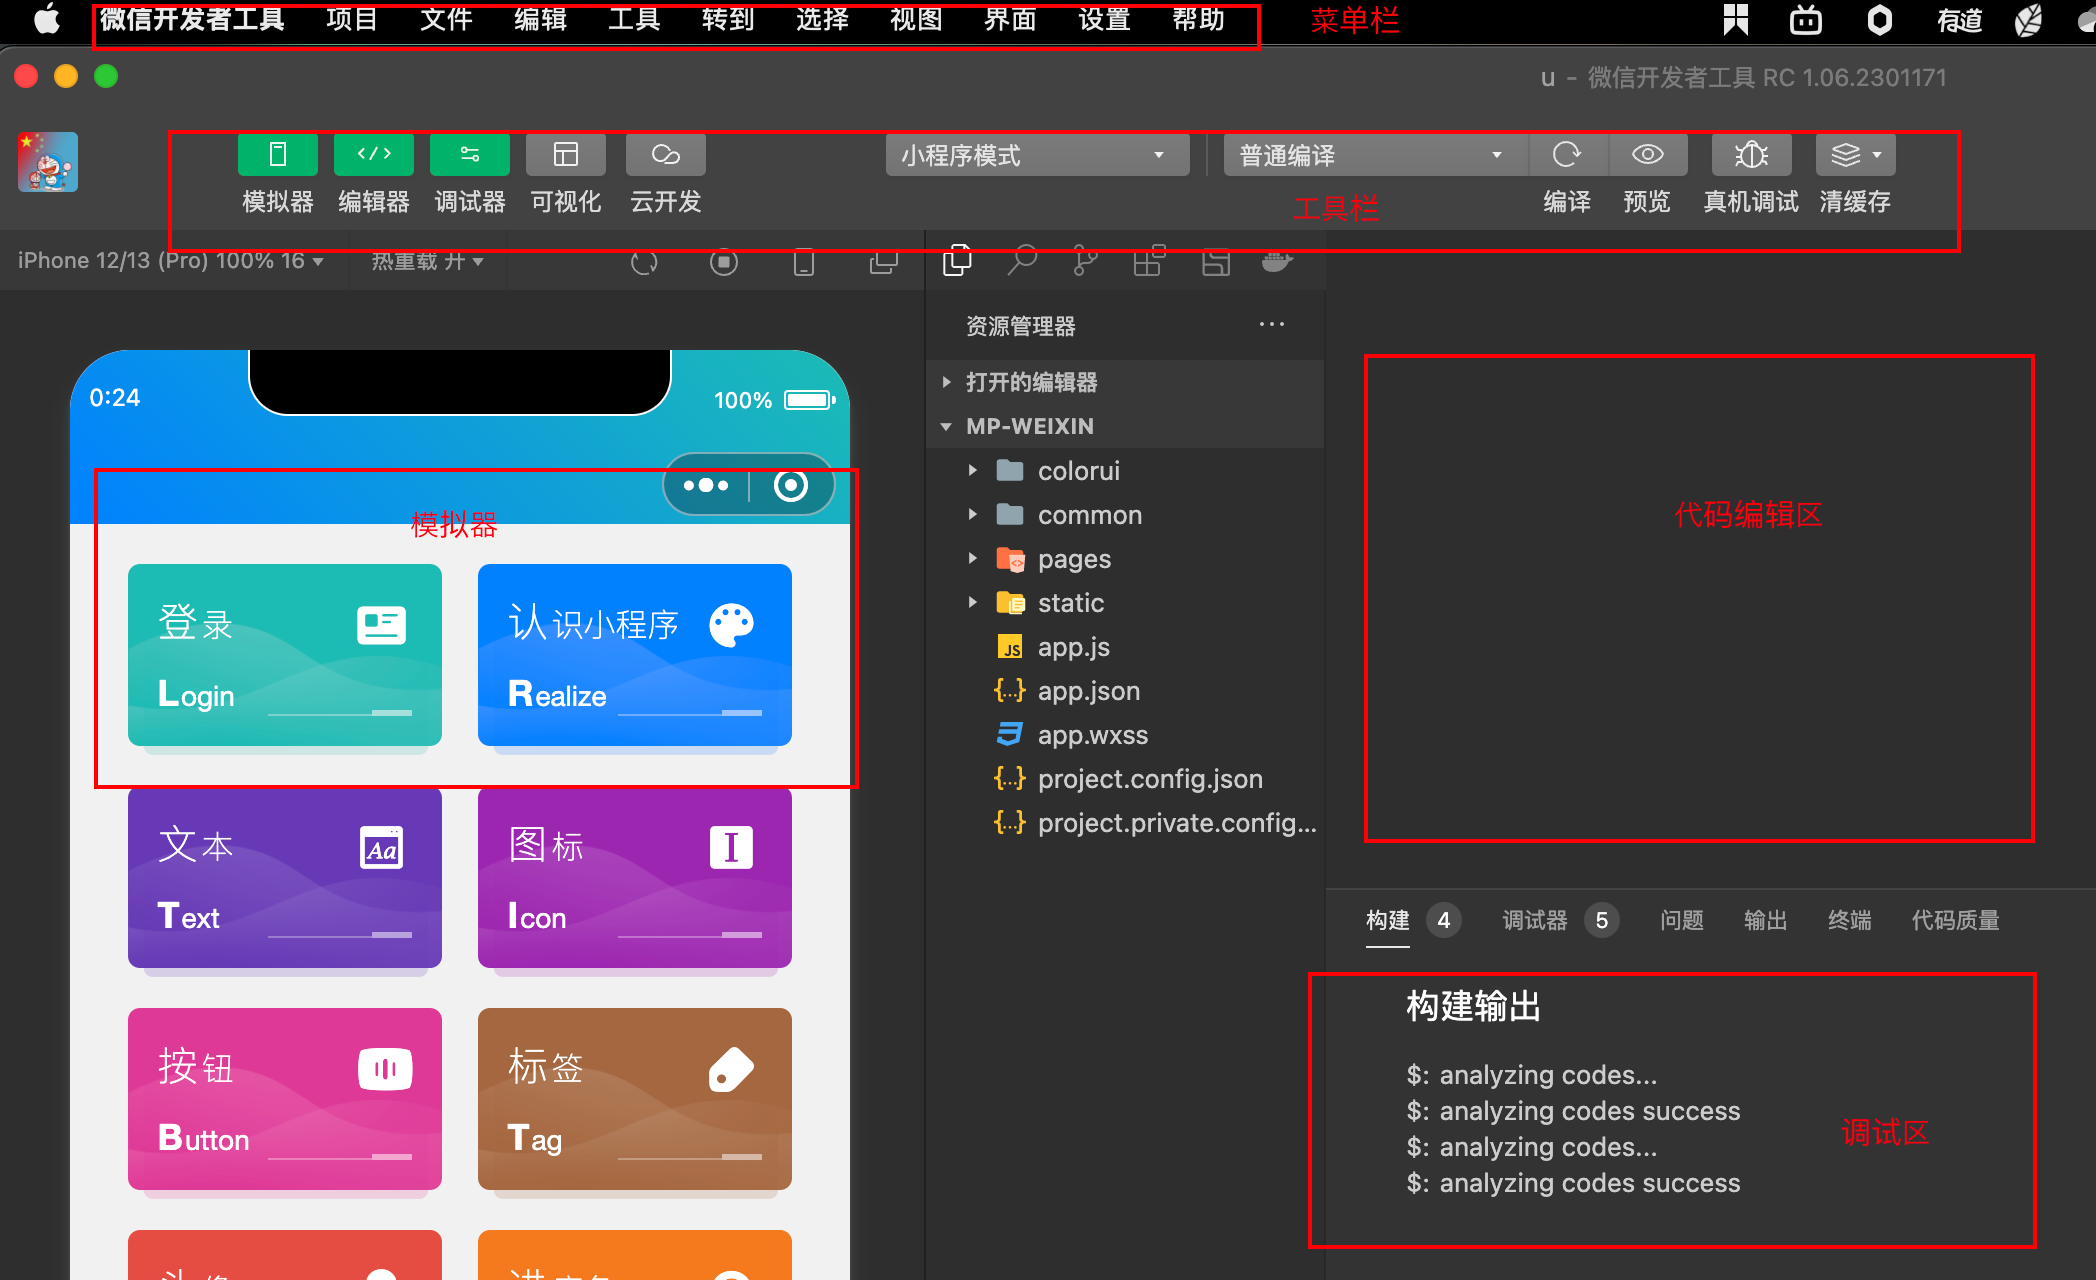 微信开发者工具 项目 文件 编辑 工具 转到 选择 视图 界面 设置 帮助 菜单栏 有道
u - 微信开发者工具 RC 1.06.2301171
小程序模式 普通编译
模拟器 编辑器 调试器 可视化 云开发 工具栏 编译 预览 真机调试 清缓存
iPhone 12/13 (Pro) 100% 16 热重载 开
资源管理器 ...
打开的编辑器
MP-WEIXIN
colorui
common
pages
static
JS app.js
{..} app.json
app.wxss
{..} project.config.json
{..} project.private.config...
0:24 100%
模拟器
登录
Login
认识小程序
Realize
文本 Aa
Text
图标 I
Icon
按钮
Button
标签
Tag
代码编辑区
构建 4 调试器 5 问题 输出 终端 代码质量
构建输出
$: analyzing codes...
$: analyzing codes success
$: analyzing codes...
$: analyzing codes success
调试区